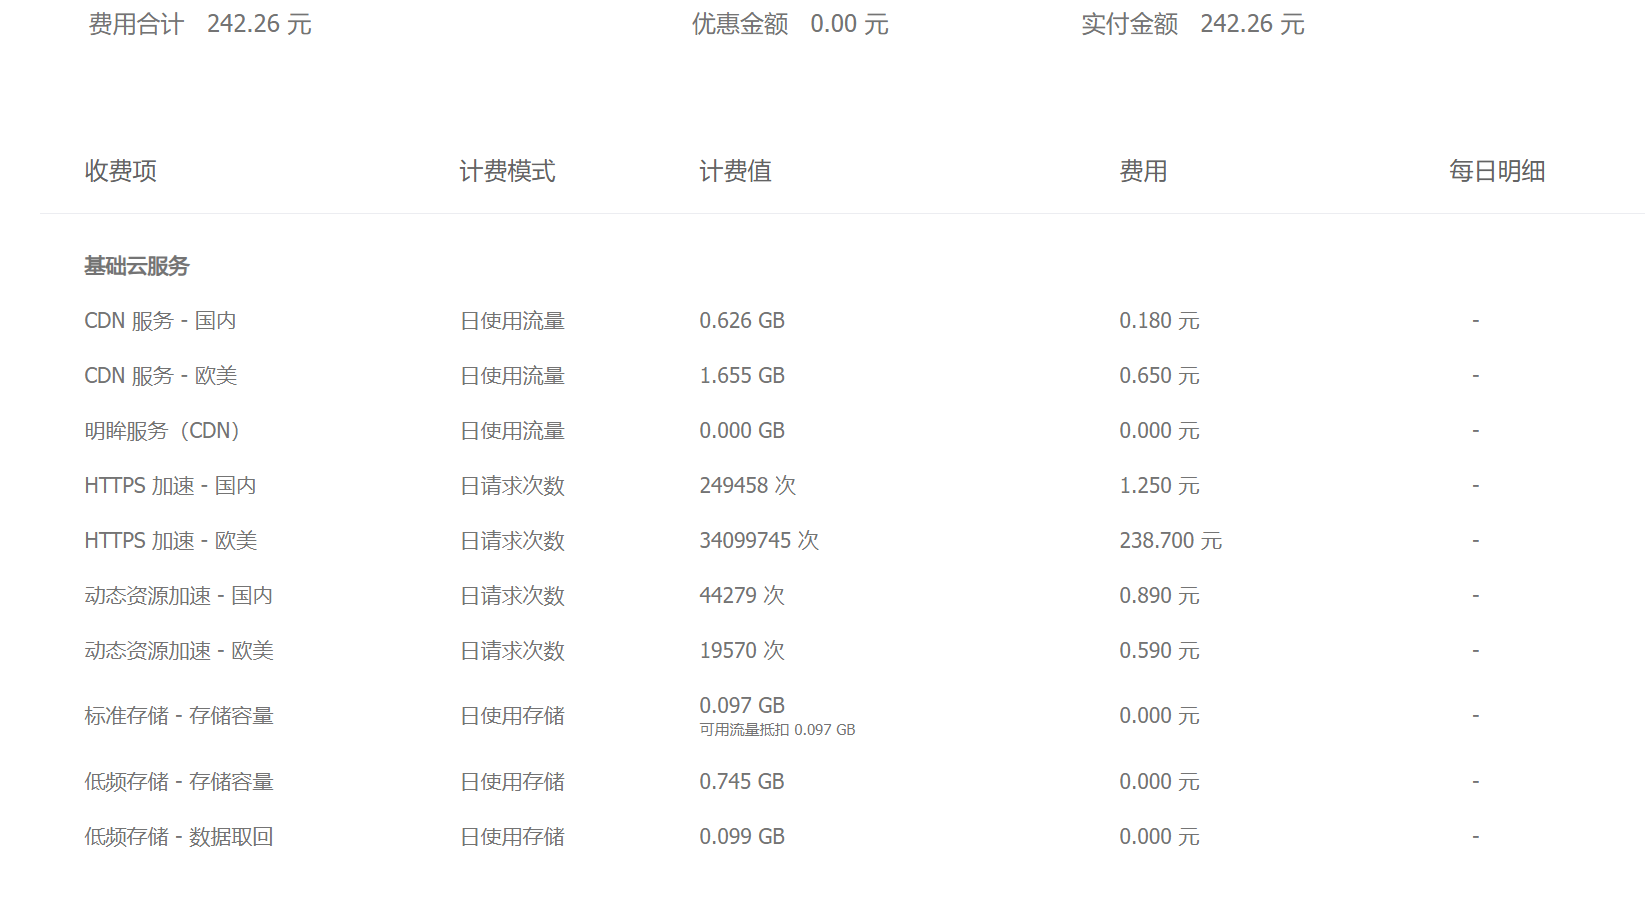 费用合计 242.26 元 优惠金额 0.00 元 实付金额 242.26 元
收费项 计费模式 计费值 费用 每日明细
基础云服务
CDN 服务 - 国内 日使用流量 0.626 GB 0.180 元 -
CDN 服务 - 欧美 日使用流量 1.655 GB 0.650 元 -
明眸服务（CDN） 日使用流量 0.000 GB 0.000 元 -
HTTPS 加速 - 国内 日请求次数 249458 次 1.250 元 -
HTTPS 加速 - 欧美 日请求次数 34099745 次 238.700 元 -
动态资源加速 - 国内 日请求次数 44279 次 0.890 元 -
动态资源加速 - 欧美 日请求次数 19570 次 0.590 元 -
标准存储 - 存储容量 日使用存储 0.097 GB 0.000 元 -
可用流量抵扣 0.097 GB
低频存储 - 存储容量 日使用存储 0.745 GB 0.000 元 -
低频存储 - 数据取回 日使用存储 0.099 GB 0.000 元 -